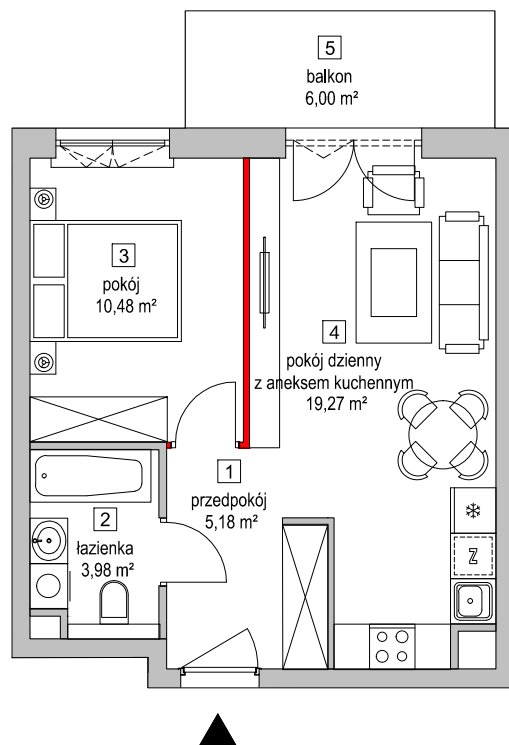 5
balkon
6,00 m²
3
pokój
10,48 m²
4
pokój dzienny
z aneksem kuchennym
19,27 m²
1
przedpokój
5,18 m²
2
łazienka
3,98 m²
Z